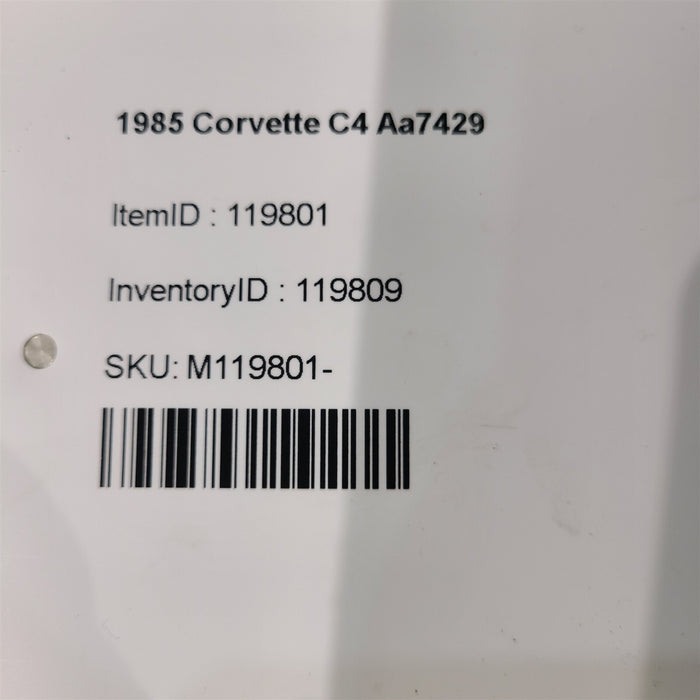 1985 Corvette C4 Aa7429
ItemID : 119801
InventoryID : 119809
SKU: M119801-